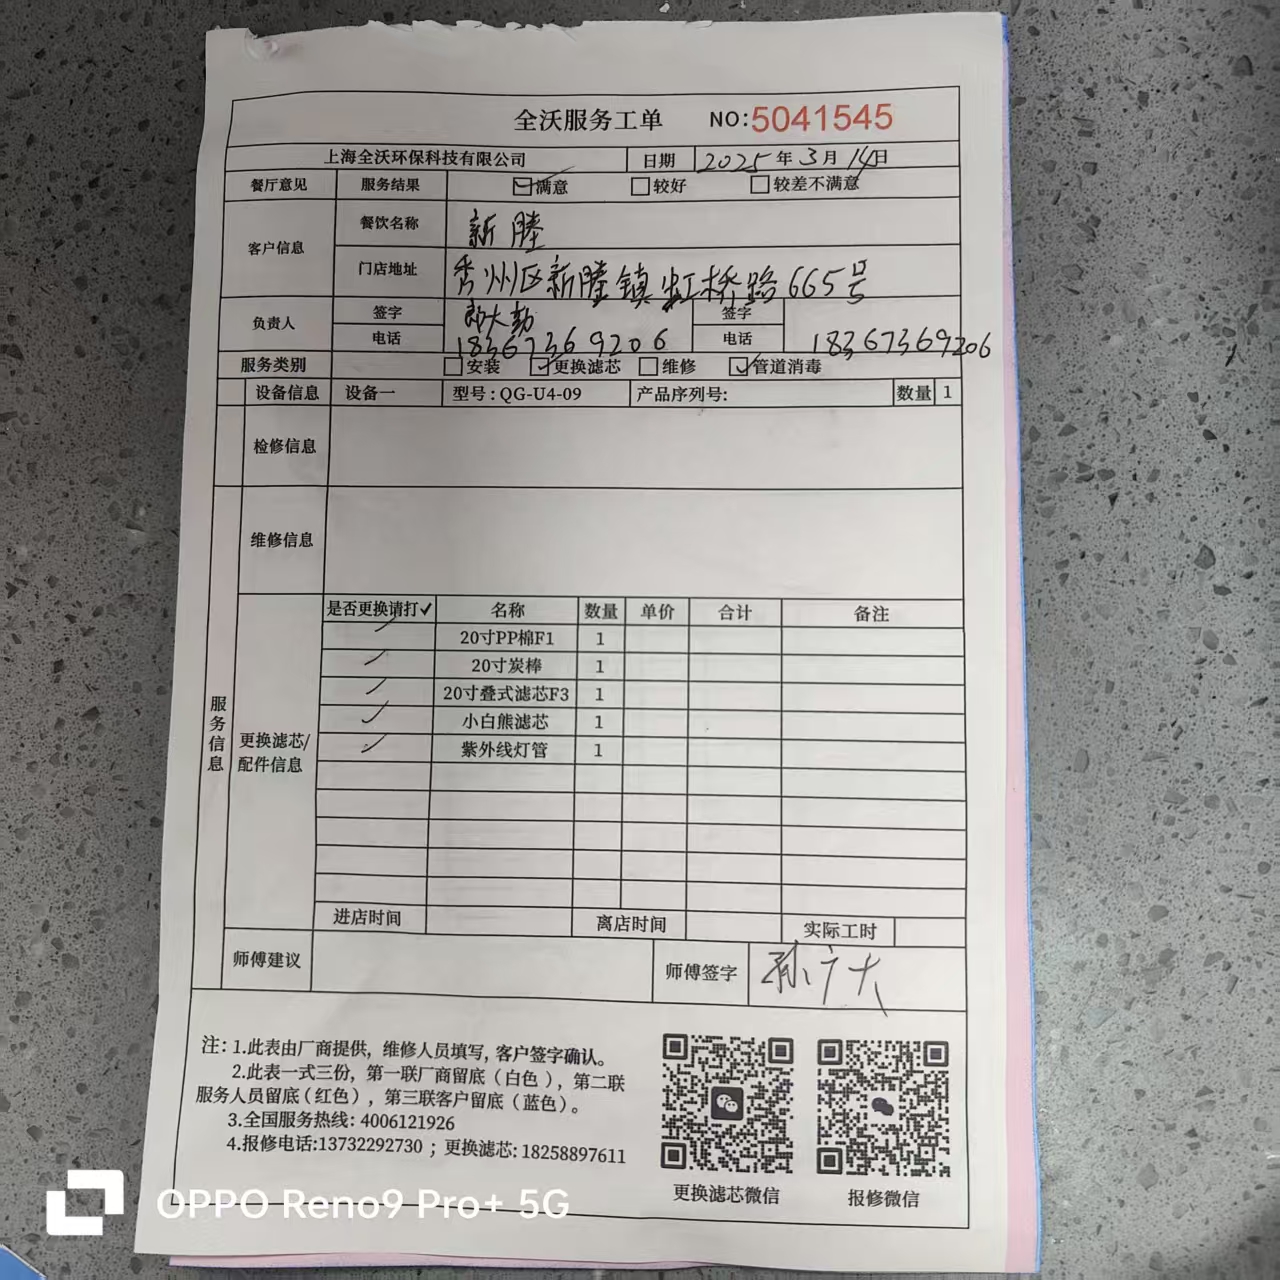 全沃服务工单 NO:5041545
上海全沃环保科技有限公司 日期 2025年3月14日
餐厅意见 服务结果 ☑满意 □较好 □较差不满意
客户信息 餐饮名称 新塍
门店地址 秀州区新塍镇虹桥路665号
负责人 签字 郎大勤 签字
电话 18367369206 电话 18367369206
服务类别 □安装 ☑更换滤芯 □维修 ☑管道消毒
设备信息 设备一 型号:QG-U4-09 产品序列号: 数量 1
检修信息
维修信息
服务信息
更换滤芯/配件信息
是否更换请打✓ 名称 数量 单价 合计 备注
✓ 20寸PP棉F1 1
✓ 20寸炭棒 1
✓ 20寸叠式滤芯F3 1
✓ 小白熊滤芯 1
✓ 紫外线灯管 1
进店时间 离店时间 实际工时
师傅建议 师傅签字 孙广大
注: 1.此表由厂商提供, 维修人员填写, 客户签字确认。
2.此表一式三份, 第一联厂商留底（白色）, 第二联
服务人员留底（红色）, 第三联客户留底（蓝色）。
3.全国服务热线: 4006121926
4.报修电话:13732292730 ; 更换滤芯: 18258897611
更换滤芯微信 报修微信
OPPO Reno9 Pro+ 5G